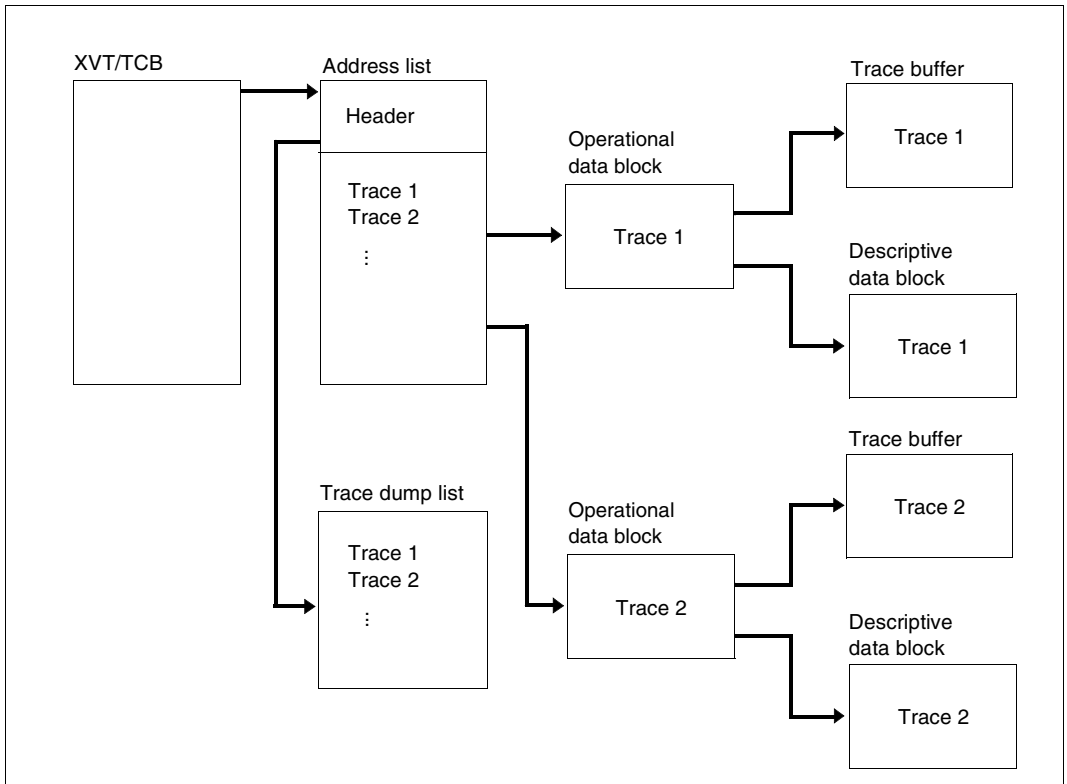 XVT/TCB
Address list
Header
Trace 1
Trace 2
⋮
Operational
data block
Trace 1
Trace buffer
Trace 1
Descriptive
data block
Trace 1
Trace dump list
Trace 1
Trace 2
⋮
Operational
data block
Trace 2
Trace buffer
Trace 2
Descriptive
data block
Trace 2